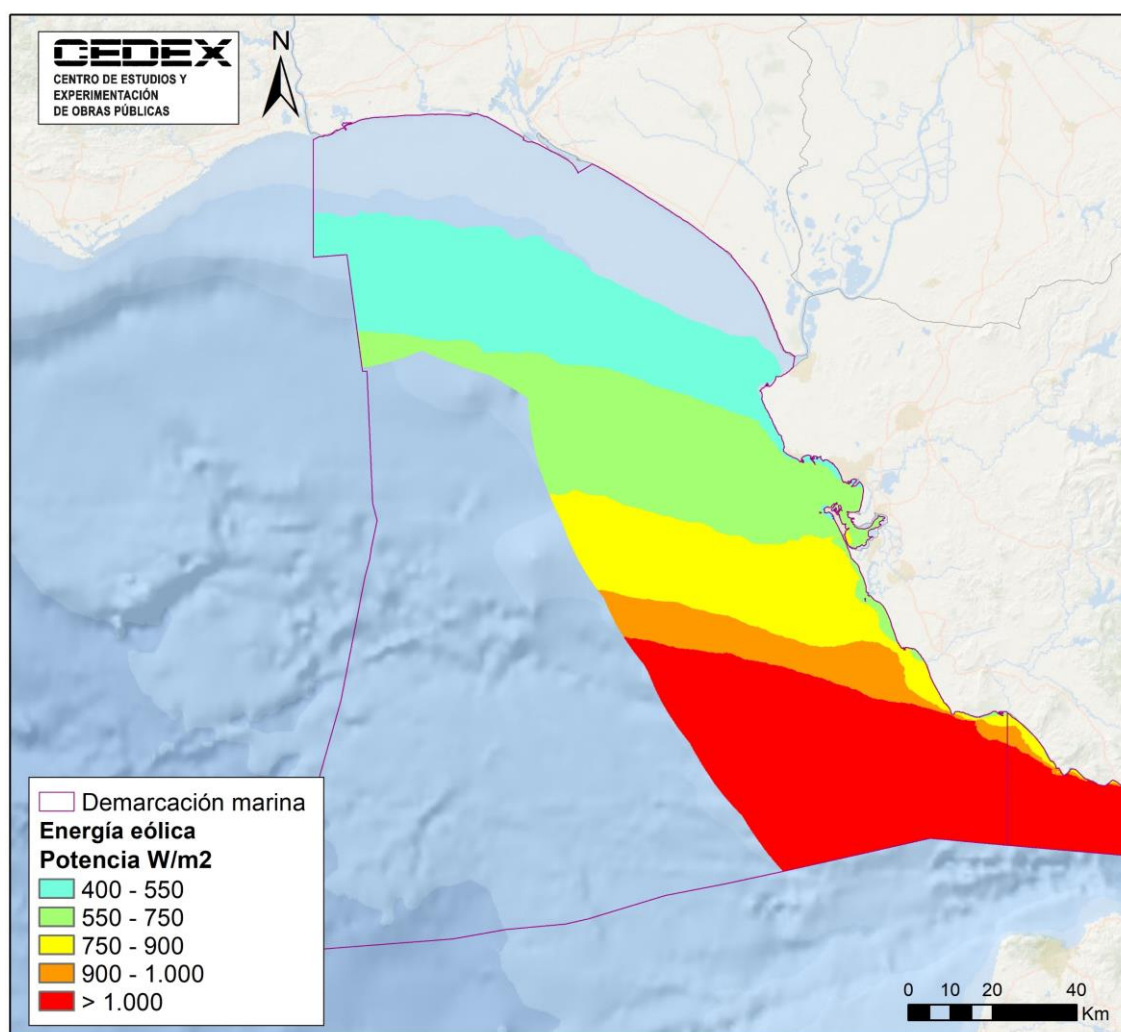 CEDEX
CENTRO DE ESTUDIOS Y
EXPERIMENTACIÓN
DE OBRAS PÚBLICAS
N
Demarcación marina
Energía eólica
Potencia W/m2
400 - 550
550 - 750
750 - 900
900 - 1.000
> 1.000
0 10 20 40
Km